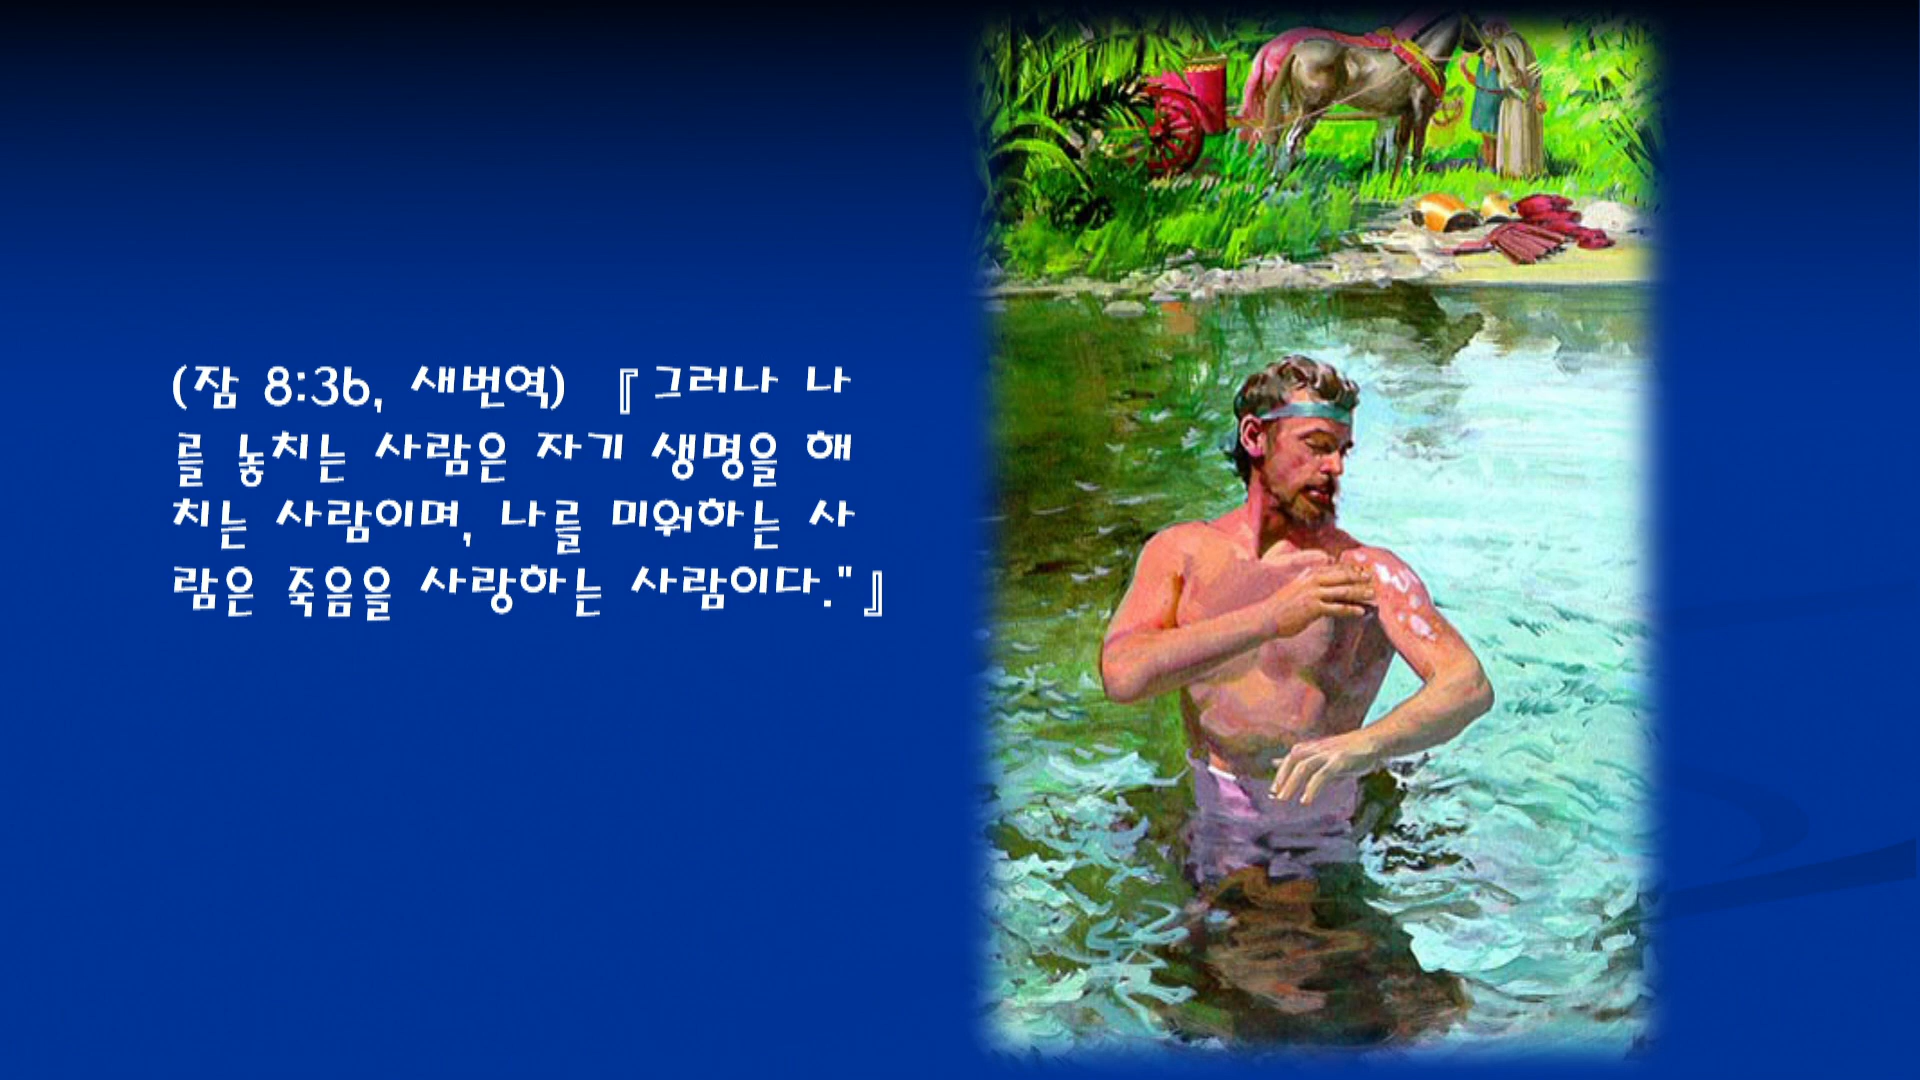 (잠 8:36, 새번역) 『그러나 나
를 놓치는 사람은 자기 생명을 해
치는 사람이며, 나를 미워하는 사
람은 죽음을 사랑하는 사람이다."』